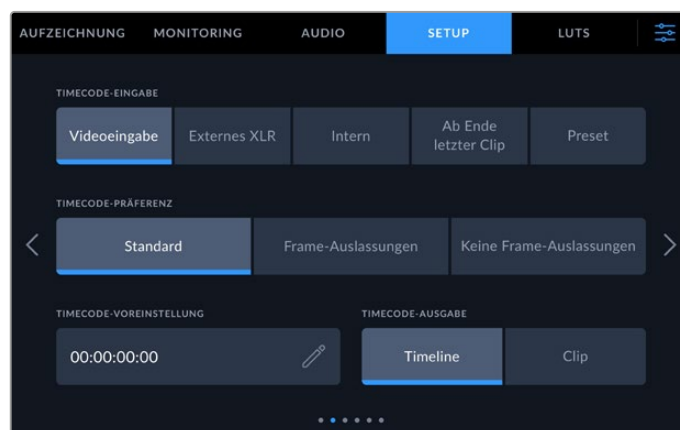 AUFZEICHNUNG MONITORING AUDIO SETUP LUTS
TIMECODE-EINGABE
Videoeingabe Externes XLR Intern Ab Ende letzter Clip Preset
TIMECODE-PRÄFERENZ
Standard Frame-Auslassungen Keine Frame-Auslassungen
TIMECODE-VOREINSTELLUNG TIMECODE-AUSGABE
00:00:00:00 Timeline Clip